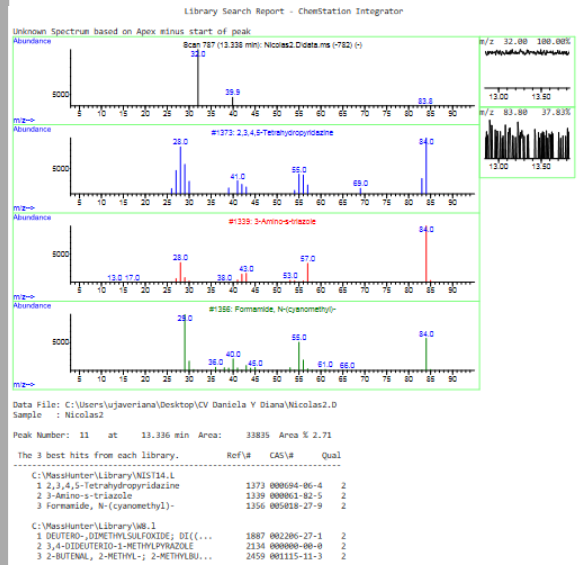 Library Search Report - ChemStation Integrator
Unknown Spectrum based on Apex minus start of peak
Abundance
Scan 787 (13.338 min): Nicolas2.D\data.ms (-782) (-)
32.0
39.9
83.8
5000
5 10 15 20 25 30 35 40 45 50 55 60 65 70 75 80 85 90
m/z-->
m/z 32.00 100.00%
13.00 13.50
m/z 83.80 37.83%
13.00 13.50
Abundance
#1373: 2,3,4,5-Tetrahydropyridazine
28.0
41.0
55.0
69.0
84.0
5000
5 10 15 20 25 30 35 40 45 50 55 60 65 70 75 80 85 90
m/z-->
Abundance
#1339: 3-Amino-s-triazole
13.0 17.0
28.0
38.0
43.0
53.0
57.0
84.0
5000
5 10 15 20 25 30 35 40 45 50 55 60 65 70 75 80 85 90
m/z-->
Abundance
#1356: Formamide, N-(cyanomethyl)-
29.0
36.0
40.0
45.0
55.0
61.0 66.0
84.0
5000
5 10 15 20 25 30 35 40 45 50 55 60 65 70 75 80 85 90
m/z-->
Data File: C:\Users\ujaveriana\Desktop\CV Daniela Y Diana\Nicolas2.D
Sample : Nicolas2
Peak Number: 11 at 13.336 min Area: 33835 Area % 2.71
The 3 best hits from each library. Ref\# CAS\# Qual
C:\MassHunter\Library\NIST14.L
1 2,3,4,5-Tetrahydropyridazine 1373 000694-06-4 2
2 3-Amino-s-triazole 1339 000061-82-5 2
3 Formamide, N-(cyanomethyl)- 1356 005018-27-9 2
C:\MassHunter\Library\W8.l
1 DEUTERO-,DIMETHYLSULFOXIDE; DI((... 1887 002206-27-1 2
2 3,4-DIDEUTERIO-1-METHYLPYRAZOLE 2134 000000-00-0 2
3 2-BUTENAL, 2-METHYL-; 2-METHYLBU... 2459 001115-11-3 2